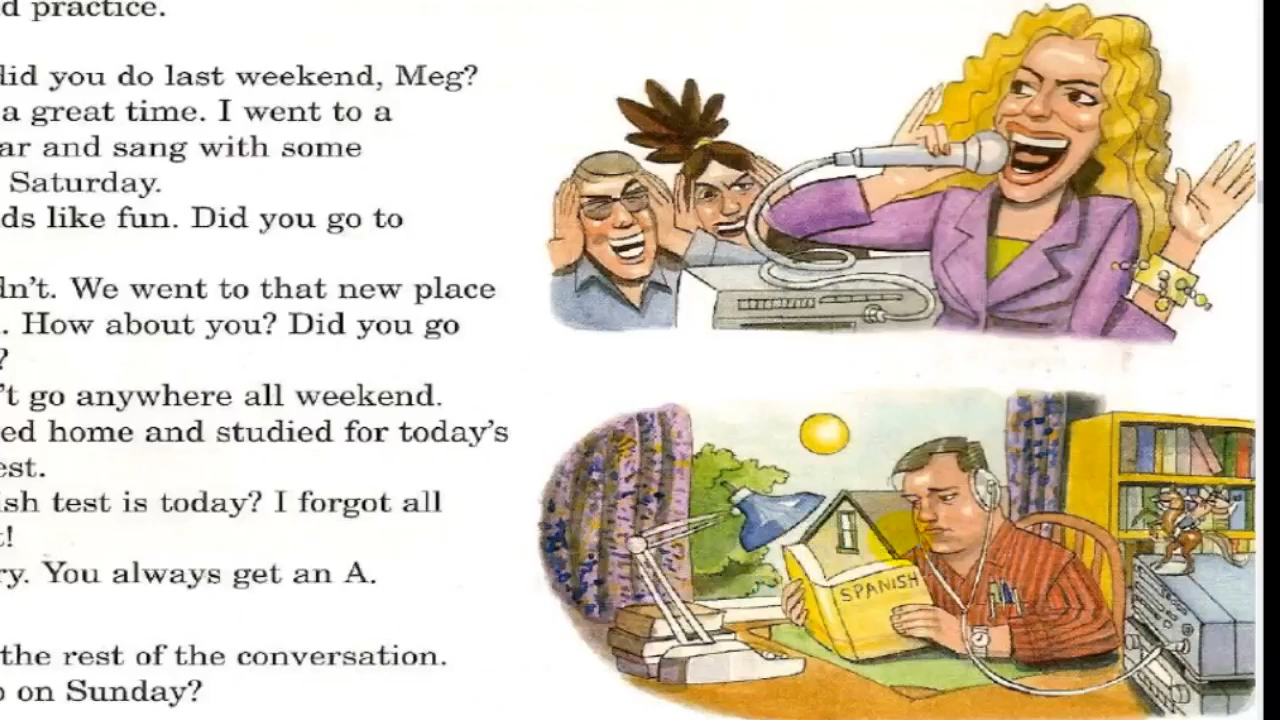 d practice.
did you do last weekend, Meg?
a great time. I went to a
ar and sang with some
Saturday.
ds like fun. Did you go to
dn't. We went to that new place
. How about you? Did you go
?
't go anywhere all weekend.
ed home and studied for today's
est.
ish test is today? I forgot all
t!
ry. You always get an A.
the rest of the conversation.
o on Sunday?
SPANISH